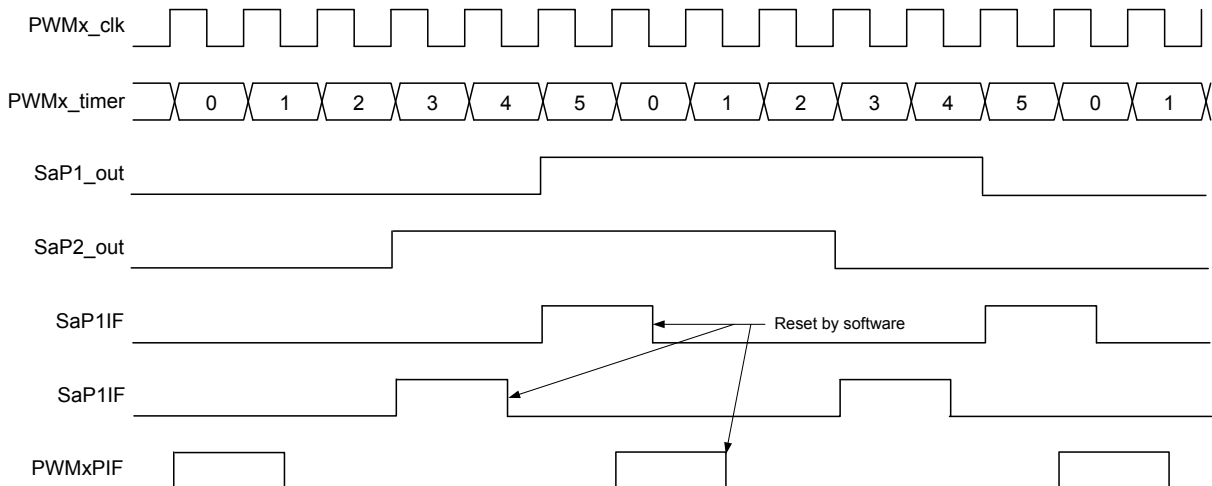 PWMx_clk
PWMx_timer 0 1 2 3 4 5 0 1 2 3 4 5 0 1
SaP1_out
SaP2_out
SaP1IF
Reset by software
SaP1IF
PWMxPIF